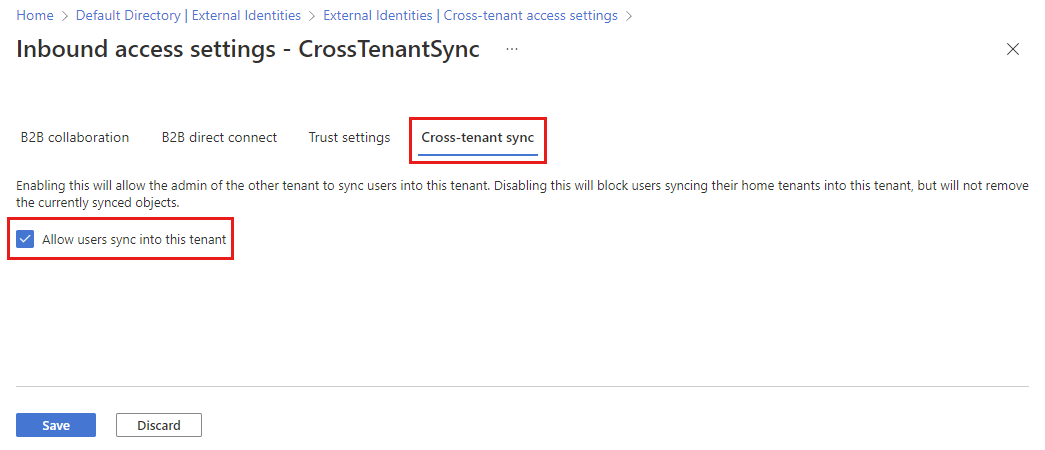 Home > Default Directory | External Identities > External Identities | Cross-tenant access settings >
Inbound access settings - CrossTenantSync ...
B2B collaboration B2B direct connect Trust settings Cross-tenant sync
Enabling this will allow the admin of the other tenant to sync users into this tenant. Disabling this will block users syncing their home tenants into this tenant, but will not remove
the currently synced objects.
Allow users sync into this tenant
Save Discard